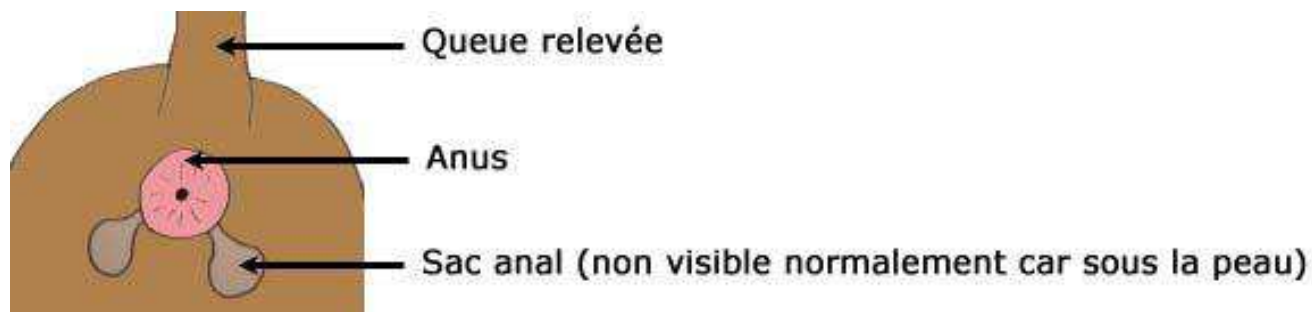 Queue relevée
Anus
Sac anal (non visible normalement car sous la peau)